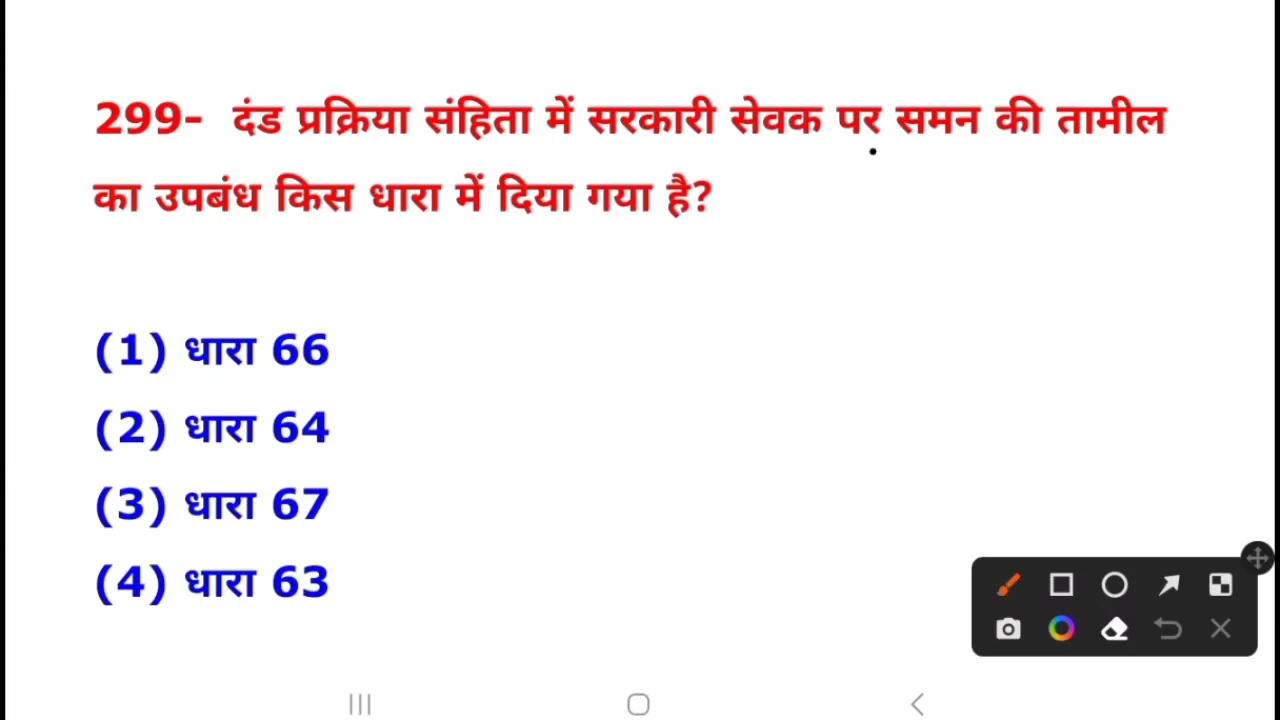 299- दंड प्रक्रिया संहिता में सरकारी सेवक पर समन की तामील
का उपबंध किस धारा में दिया गया है?
(1) धारा 66
(2) धारा 64
(3) धारा 67
(4) धारा 63